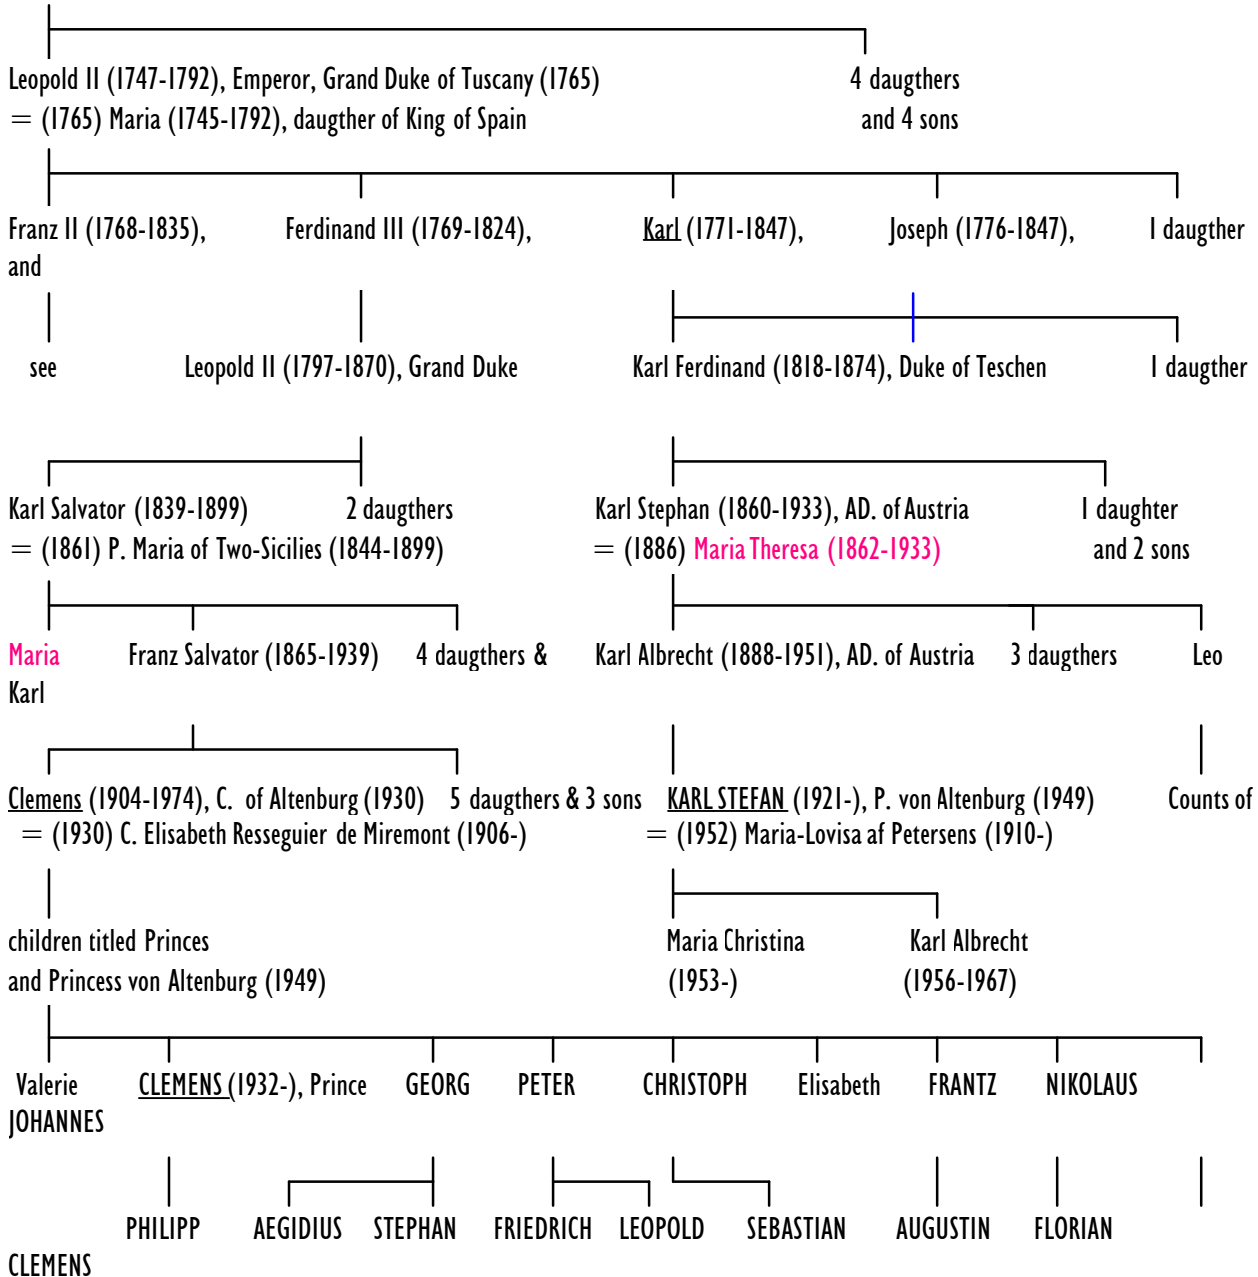 Leopold II (1747-1792), Emperor, Grand Duke of Tuscany (1765) 4 daugthers
= (1765) Maria (1745-1792), daugther of King of Spain and 4 sons
Franz II (1768-1835), Ferdinand III (1769-1824), Karl (1771-1847), Joseph (1776-1847), 1 daugther
and
see Leopold II (1797-1870), Grand Duke Karl Ferdinand (1818-1874), Duke of Teschen 1 daugther
Karl Salvator (1839-1899) 2 daugthers Karl Stephan (1860-1933), AD. of Austria 1 daughter
= (1861) P. Maria of Two-Sicilies (1844-1899) = (1886) Maria Theresa (1862-1933) and 2 sons
Maria Franz Salvator (1865-1939) 4 daugthers & Karl Albrecht (1888-1951), AD. of Austria 3 daugthers Leo
Karl
Clemens (1904-1974), C. of Altenburg (1930) 5 daugthers & 3 sons KARL STEFAN (1921-), P. von Altenburg (1949) Counts of
= (1930) C. Elisabeth Resseguier de Miremont (1906-) = (1952) Maria-Lovisa af Petersens (1910-)
children titled Princes Maria Christina Karl Albrecht
and Princess von Altenburg (1949) (1953-) (1956-1967)
Valerie CLEMENS (1932-), Prince GEORG PETER CHRISTOPH Elisabeth FRANTZ NIKOLAUS
JOHANNES
PHILIPP AEGIDIUS STEPHAN FRIEDRICH LEOPOLD SEBASTIAN AUGUSTIN FLORIAN
CLEMENS